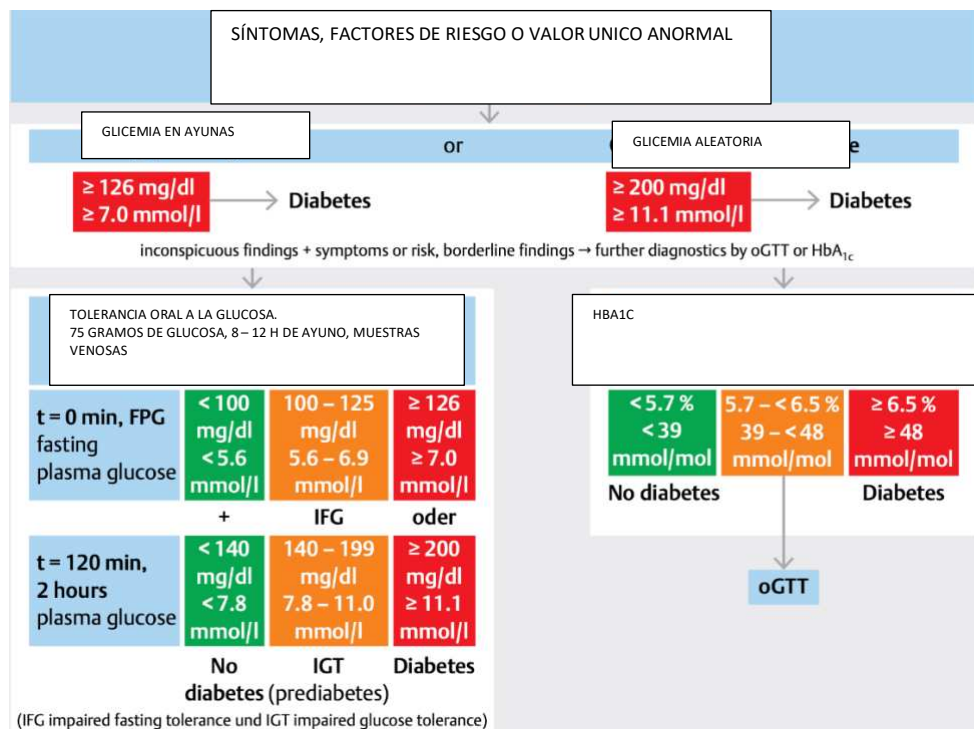 SÍNTOMAS, FACTORES DE RIESGO O VALOR UNICO ANORMAL
GLICEMIA EN AYUNAS
or
GLICEMIA ALEATORIA
≥ 126 mg/dl
≥ 7.0 mmol/l
Diabetes
≥ 200 mg/dl
≥ 11.1 mmol/l
Diabetes
inconspicuous findings + symptoms or risk, borderline findings → further diagnostics by oGTT or HbA1c
TOLERANCIA ORAL A LA GLUCOSA.
75 GRAMOS DE GLUCOSA, 8 – 12 H DE AYUNO, MUESTRAS
VENOSAS
t = 0 min, FPG
fasting
plasma glucose
< 100
mg/dl
< 5.6
mmol/l
100 – 125
mg/dl
5.6 – 6.9
mmol/l
≥ 126
mg/dl
≥ 7.0
mmol/l
+
IFG
oder
t = 120 min,
2 hours
plasma glucose
< 140
mg/dl
< 7.8
mmol/l
140 – 199
mg/dl
7.8 – 11.0
mmol/l
≥ 200
mg/dl
≥ 11.1
mmol/l
No IGT Diabetes
diabetes (prediabetes)
(IFG impaired fasting tolerance und IGT impaired glucose tolerance)
HBA1C
< 5.7 %
< 39
mmol/mol
5.7 – < 6.5 %
39 – < 48
mmol/mol
≥ 6.5 %
≥ 48
mmol/mol
No diabetes
Diabetes
oGTT